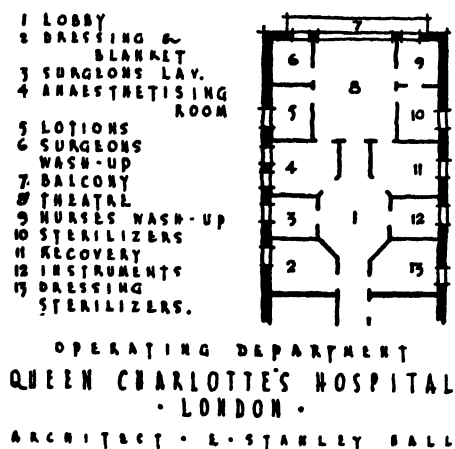 1 LOBBY
2 DRESSING &
BLANKET
3 SURGEONS LAV.
4 ANAESTHETISING
ROOM
5 LOTIONS
6 SURGEONS
WASH-UP
7. BALCONY
8 THEATRE
9 NURSES WASH-UP
10 STERILIZERS
11 RECOVERY
12 INSTRUMENTS
13 DRESSING
STERILIZERS.
7
6
9
8
5
10
4
11
3
1
12
2
13
OPERATING DEPARTMENT
QUEEN CHARLOTTE'S HOSPITAL
· LONDON ·
ARCHITECT · E·STANLEY HALL